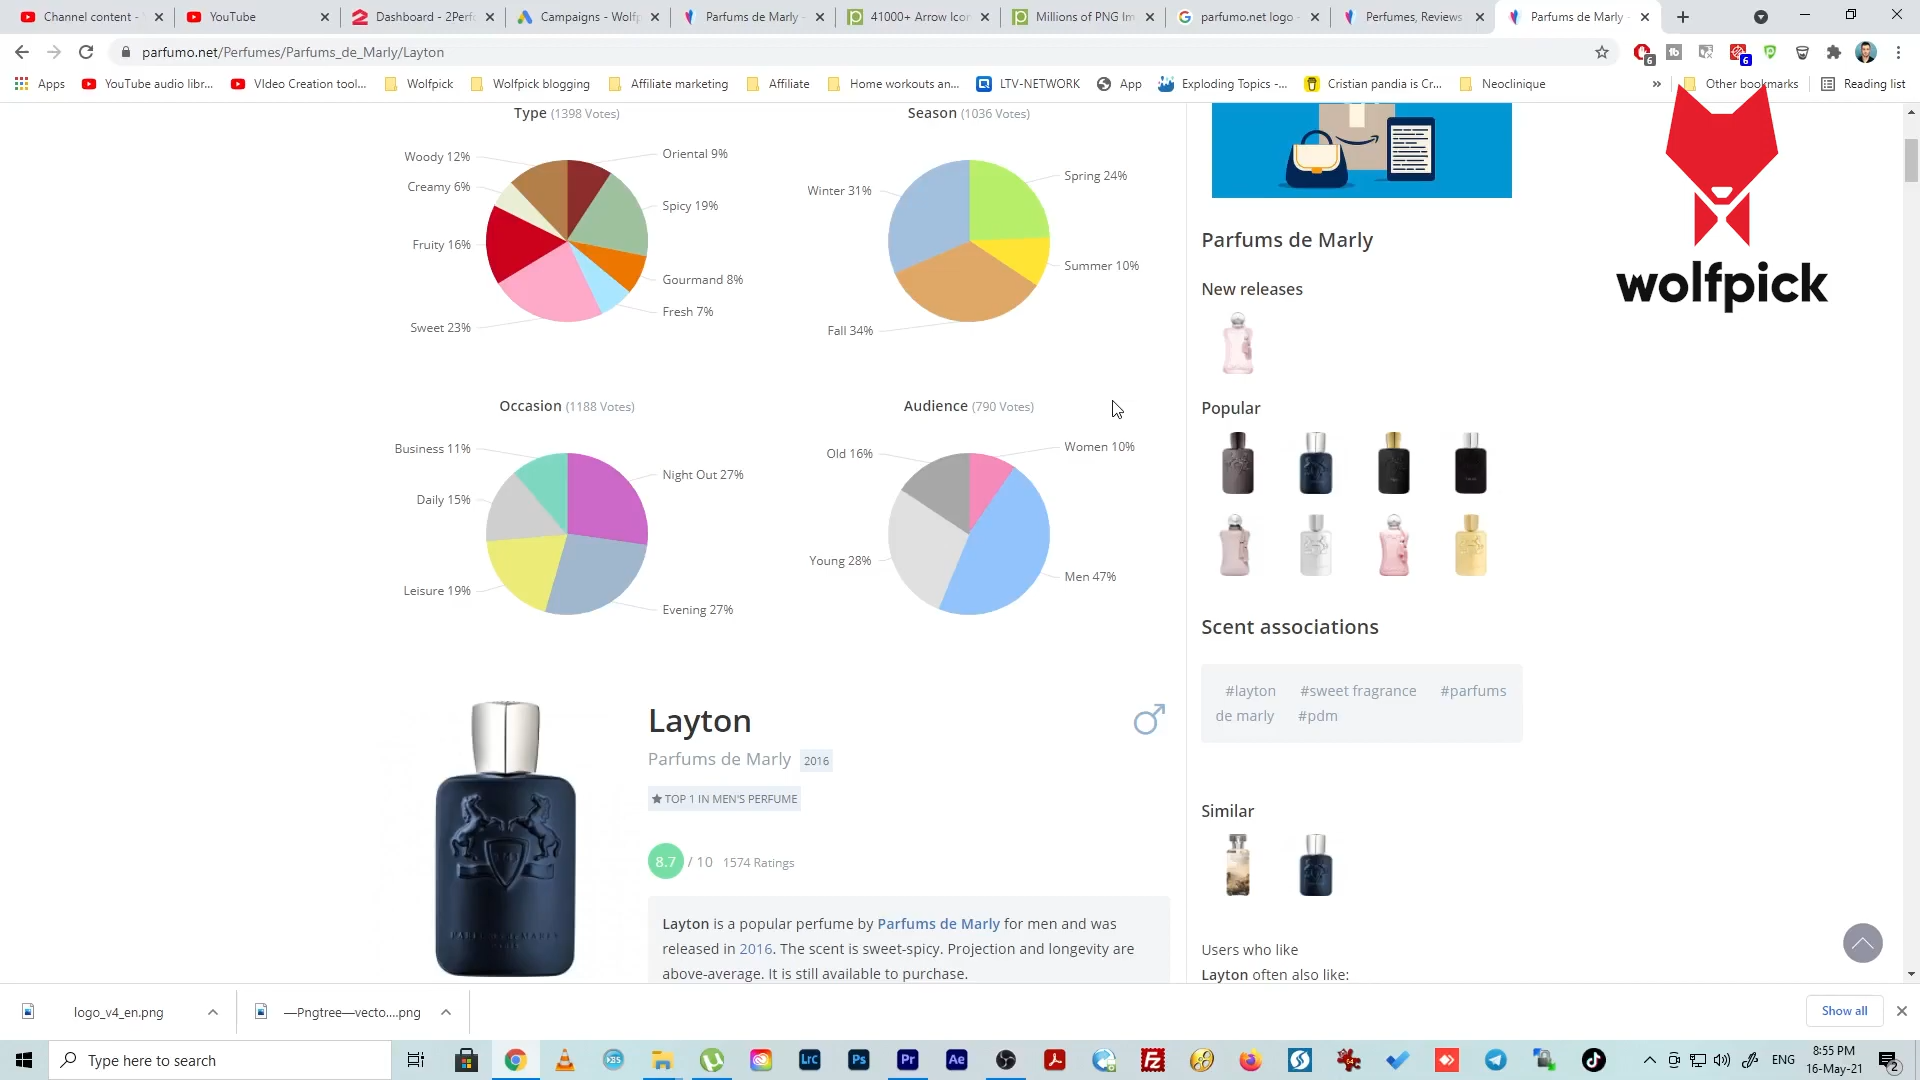 Channel content -
YouTube
Dashboard - 2Perf
Campaigns - Wolfp
Parfums de Marly -
41000+ Arrow Icon
Millions of PNG Im
parfumo.net logo -
Perfumes, Reviews
Parfums de Marly -
parfumo.net/Perfumes/Parfums_de_Marly/Layton
Apps
YouTube audio libr...
VIdeo Creation tool...
Wolfpick
Wolfpick blogging
Affiliate marketing
Affiliate
Home workouts an...
LTV-NETWORK
App
Exploding Topics -...
Cristian pandia is Cr...
Neoclinique
»
Other bookmarks
Reading list
Type (1398 Votes)
Woody 12%
Creamy 6%
Fruity 16%
Sweet 23%
Oriental 9%
Spicy 19%
Gourmand 8%
Fresh 7%
Season (1036 Votes)
Winter 31%
Fall 34%
Spring 24%
Summer 10%
Occasion (1188 Votes)
Business 11%
Daily 15%
Leisure 19%
Night Out 27%
Evening 27%
Audience (790 Votes)
Old 16%
Young 28%
Women 10%
Men 47%
Layton
Parfums de Marly 2016
TOP 1 IN MEN'S PERFUME
8.7 / 10 1574 Ratings
Layton is a popular perfume by Parfums de Marly for men and was
released in 2016. The scent is sweet-spicy. Projection and longevity are
above-average. It is still available to purchase.
Parfums de Marly
New releases
Popular
Scent associations
#layton #sweet fragrance #parfums
de marly #pdm
Similar
Users who like
Layton often also like:
wolfpick
logo_v4_en.png
—Pngtree—vecto....png
Show all
Type here to search
Lrc
Ps
Pr
Ae
ENG
8:55 PM
16-May-21
2